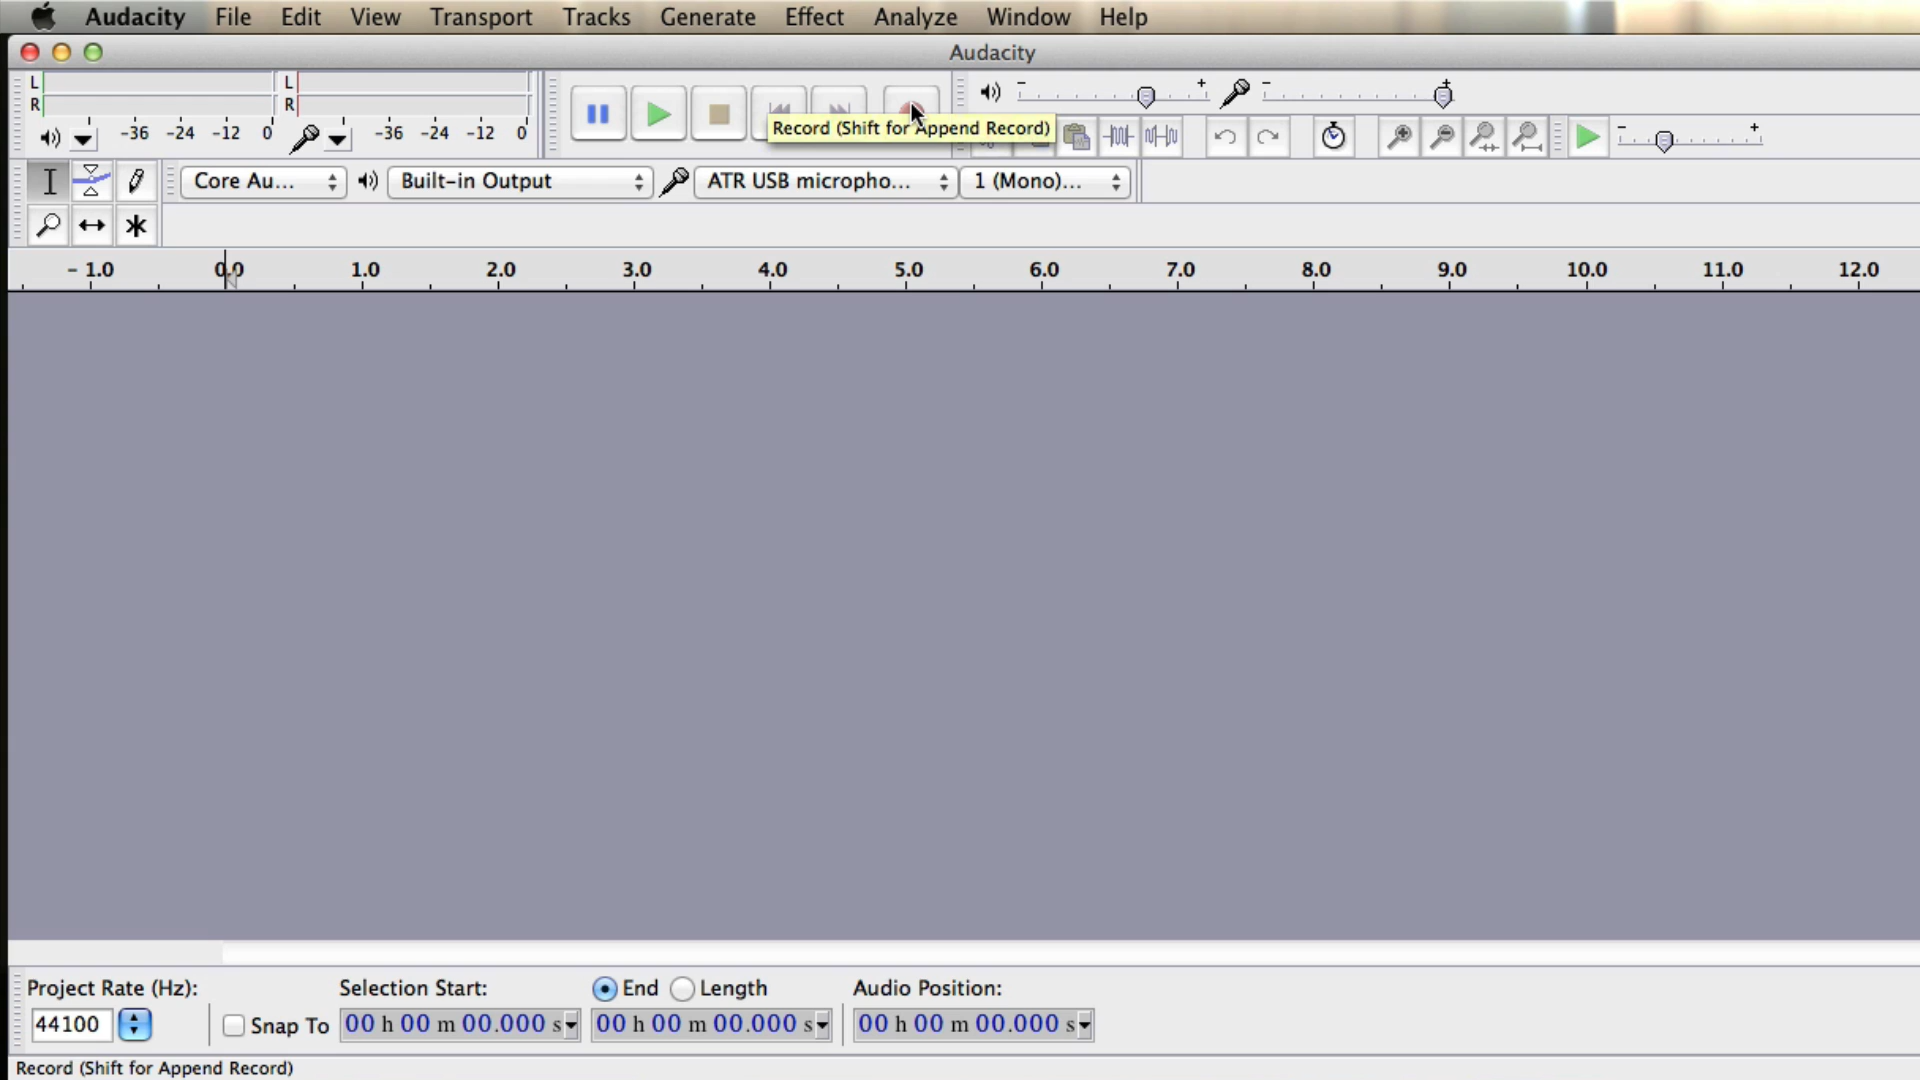 Audacity File Edit View Transport Tracks Generate Effect Analyze Window Help
Audacity
L L
R R
-36 -24 -12 0 -36 -24 -12 0
- + - +
Record (Shift for Append Record)
- +
Core Au... Built-in Output ATR USB micropho... 1 (Mono)...
- 1.0 0.0 1.0 2.0 3.0 4.0 5.0 6.0 7.0 8.0 9.0 10.0 11.0 12.0
Project Rate (Hz): Selection Start: End Length Audio Position:
44100 Snap To 00 h 00 m 00.000 s 00 h 00 m 00.000 s 00 h 00 m 00.000 s
Record (Shift for Append Record)